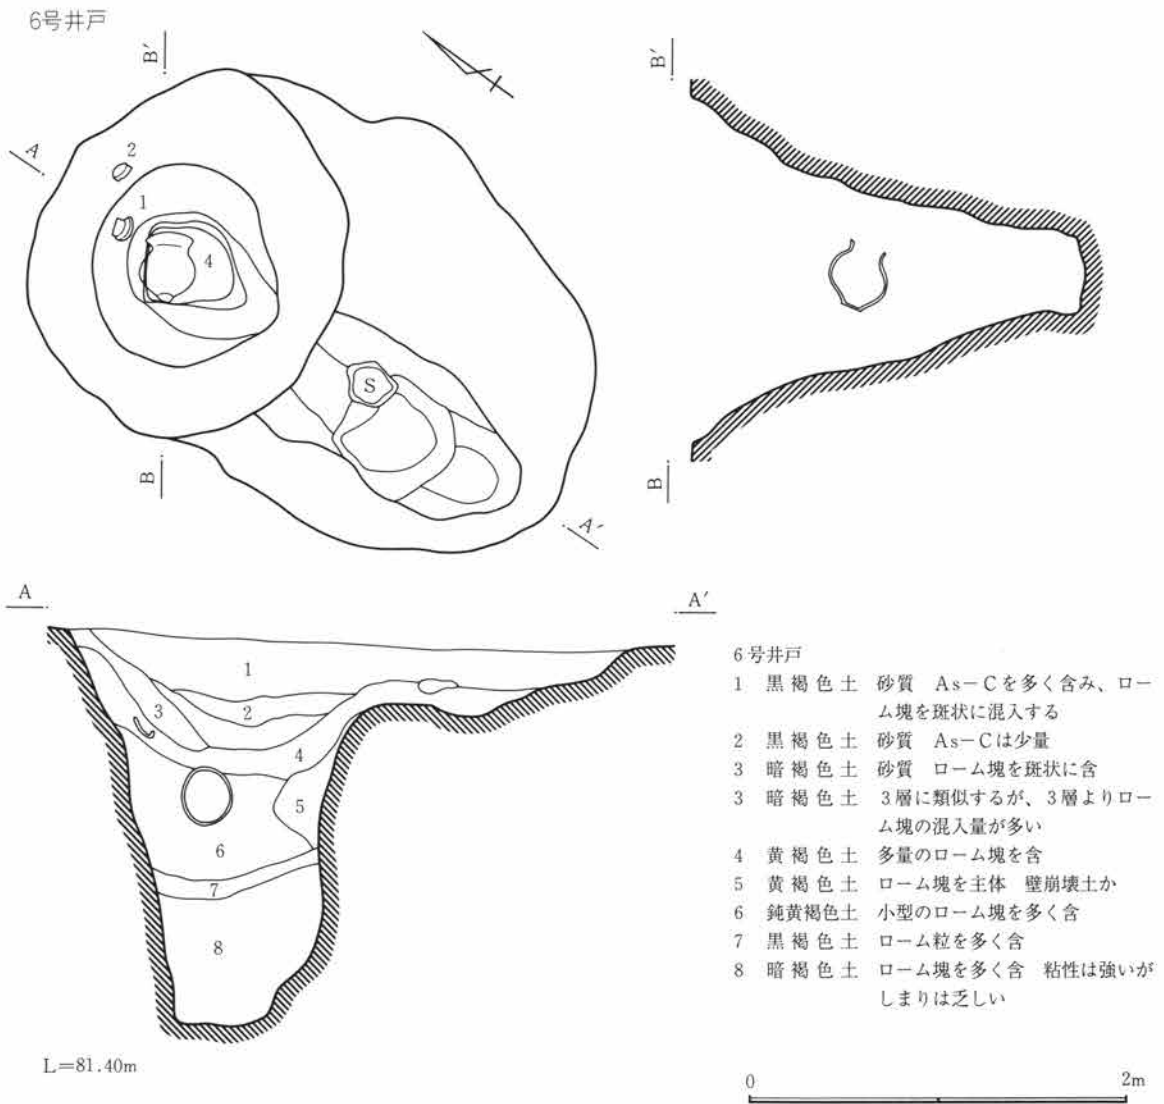 6号井戸
B′
B′
A
2
1
4
S
B
B
A′
A
A′
1
2
3
4
5
6
7
8
6号井戸
1 黒褐色土 砂質 As－Cを多く含み、ロー
ム塊を斑状に混入する
2 黒褐色土 砂質 As－Cは少量
3 暗褐色土 砂質 ローム塊を斑状に含
3 暗褐色土 3層に類似するが、3層よりロー
ム塊の混入量が多い
4 黄褐色土 多量のローム塊を含
5 黄褐色土 ローム塊を主体 壁崩壊土か
6 鈍黄褐色土 小型のローム塊を多く含
7 黒褐色土 ローム粒を多く含
8 暗褐色土 ローム塊を多く含 粘性は強いが
しまりは乏しい
L=81.40m
0 2m